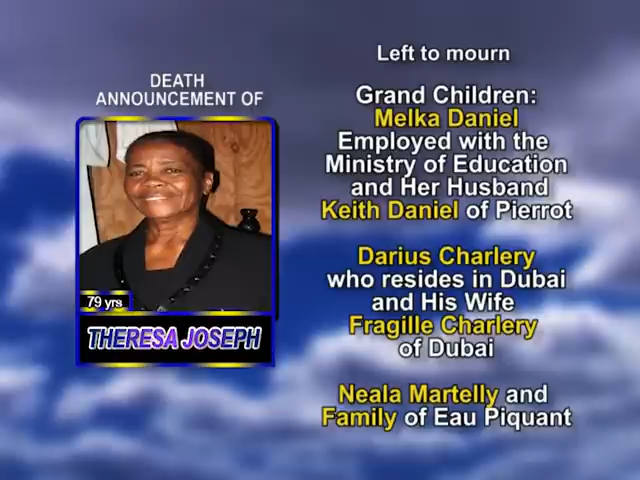 DEATH
ANNOUNCEMENT OF
79 yrs
THERESA JOSEPH
Left to mourn
Grand Children:
Melka Daniel
Employed with the
Ministry of Education
and Her Husband
Keith Daniel of Pierrot
Darius Charlery
who resides in Dubai
and His Wife
Fragille Charlery
of Dubai
Neala Martelly and
Family of Eau Piquant